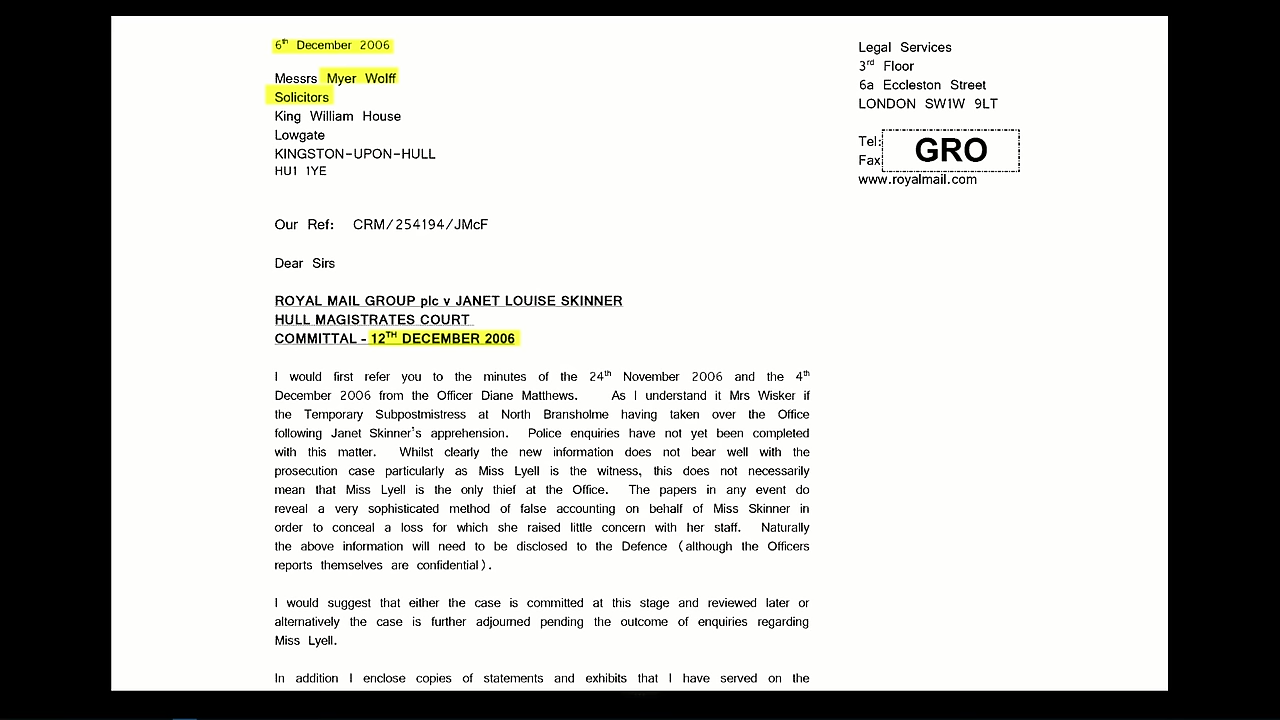 6th December 2006
Messrs Myer Wolff
Solicitors
King William House
Lowgate
KINGSTON-UPON-HULL
HU1 1YE
Legal Services
3rd Floor
6a Eccleston Street
LONDON SW1W 9LT
Tel:
Fax
GRO
www.royalmail.com
Our Ref: CRM/254194/JMcF
Dear Sirs
ROYAL MAIL GROUP plc v JANET LOUISE SKINNER
HULL MAGISTRATES COURT
COMMITTAL - 12TH DECEMBER 2006
I would first refer you to the minutes of the 24th November 2006 and the 4th
December 2006 from the Officer Diane Matthews. As I understand it Mrs Wisker if
the Temporary Subpostmistress at North Bransholme having taken over the Office
following Janet Skinner's apprehension. Police enquiries have not yet been completed
with this matter. Whilst clearly the new information does not bear well with the
prosecution case particularly as Miss Lyell is the witness, this does not necessarily
mean that Miss Lyell is the only thief at the Office. The papers in any event do
reveal a very sophisticated method of false accounting on behalf of Miss Skinner in
order to conceal a loss for which she raised little concern with her staff. Naturally
the above information will need to be disclosed to the Defence (although the Officers
reports themselves are confidential).
I would suggest that either the case is committed at this stage and reviewed later or
alternatively the case is further adjourned pending the outcome of enquiries regarding
Miss Lyell.
In addition I enclose copies of statements and exhibits that I have served on the